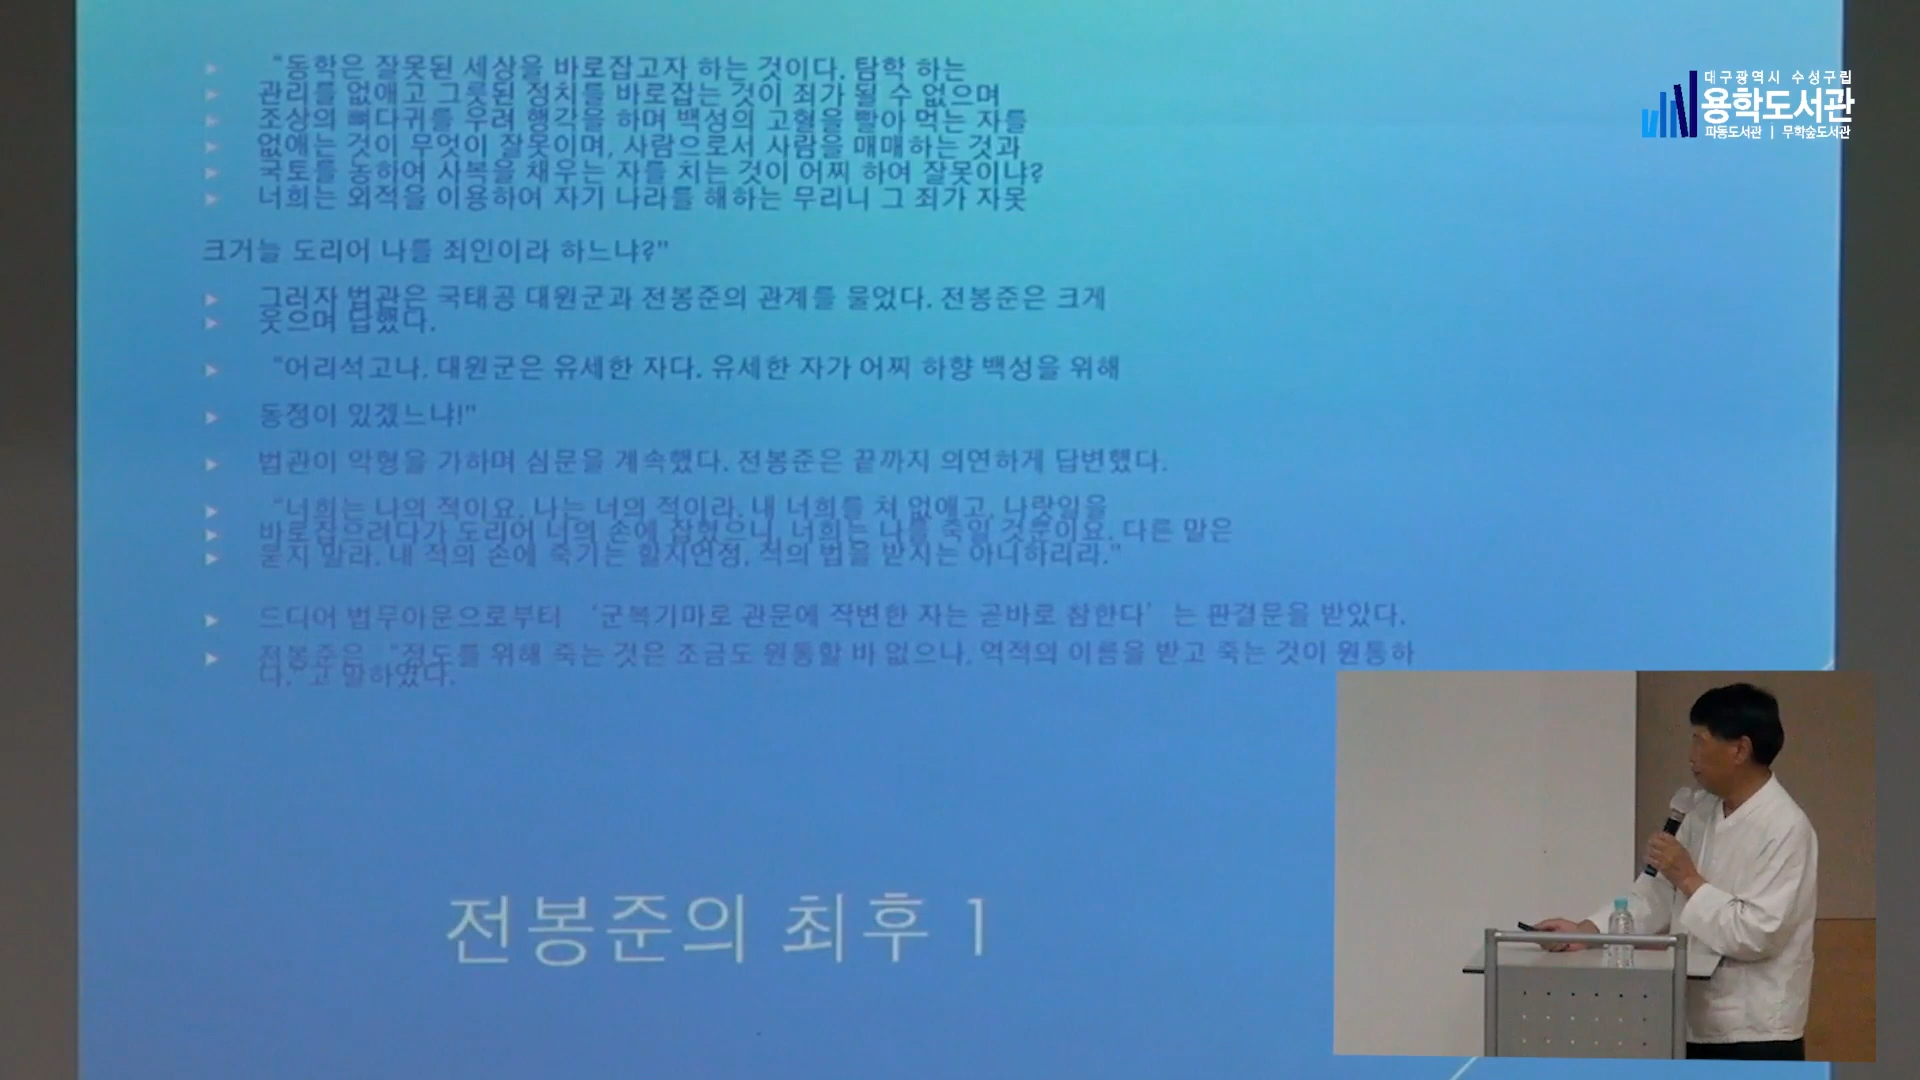 "동학은 잘못된 세상을 바로잡고자 하는 것이다. 탐학 하는
관리를 없애고 그릇된 정치를 바로잡는 것이 죄가 될 수 없으며
조상의 뼈다귀를 우려 행각을 하며 백성의 고혈을 빨아 먹는 자를
없애는 것이 무엇이 잘못이며, 사람으로서 사람을 매매하는 것과
국토를 농하여 사복을 채우는 자를 치는 것이 어찌 하여 잘못이냐?
너희는 외적을 이용하여 자기 나라를 해하는 무리니 그 죄가 자못
크거늘 도리어 나를 죄인이라 하느냐?"
그러자 법관은 국태공 대원군과 전봉준의 관계를 물었다. 전봉준은 크게
웃으며 답했다.
"어리석고나. 대원군은 유세한 자다. 유세한 자가 어찌 하향 백성을 위해
동정이 있겠느냐!"
법관이 악형을 가하며 심문을 계속했다. 전봉준은 끝까지 의연하게 답변했다.
"너희는 나의 적이요. 나는 너의 적이라. 내 너희를 쳐 없애고, 나랏일을
바로잡으려다가 도리어 너의 손에 잡혔으니, 너희는 나를 죽일 것뿐이요. 다른 말은
묻지 말라. 내 적의 손에 죽기는 할지언정, 적의 법을 받지는 아니하리라."
드디어 법무아문으로부터 '군복기마로 관문에 작변한 자는 곧바로 참한다' 는 판결문을 받았다.
전봉준은 "정도를 위해 죽는 것은 조금도 원통할 바 없으나, 역적의 이름을 받고 죽는 것이 원통하
다."고 말하였다.
전봉준의 최후 1
대구광역시 수성구립
용학도서관
파동도서관 | 무학숲도서관